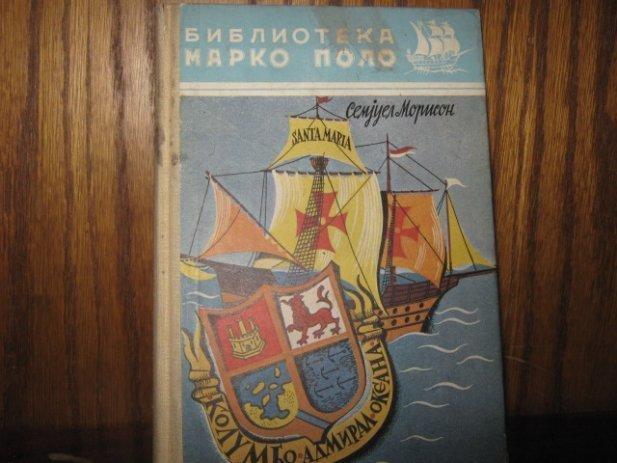 БИБЛИОТЕКА
МАРКО ПОЛО
Семјуел Морисон
SANTA MARIA
КОЛУМБО • АДМИРАЛ • ОКЕАНА